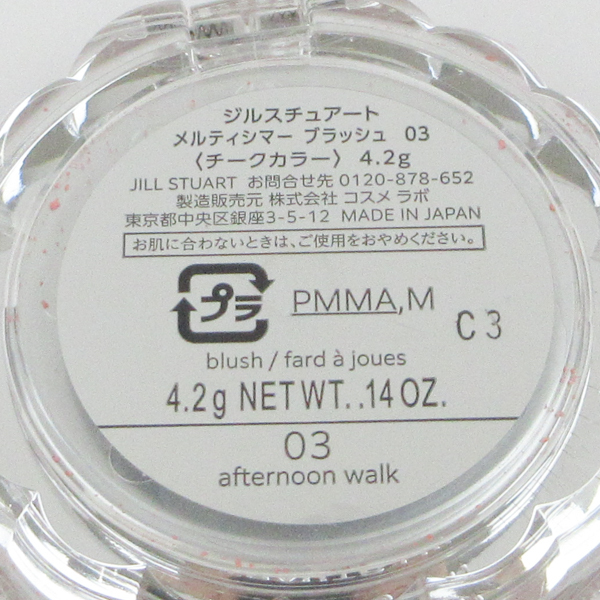 ジルスチュアート
メルティシマー ブラッシュ 03
〈チークカラー〉 4.2g
JILL STUART お問合せ先 0120-878-652
製造販売元 株式会社 コスメ ラボ
東京都中央区銀座3-5-12 MADE IN JAPAN
お肌に合わないときは、ご使用をおやめください。
プラ PMMA,M
C 3
blush / fard à joues
4.2g NET WT. .14 OZ.
03
afternoon walk